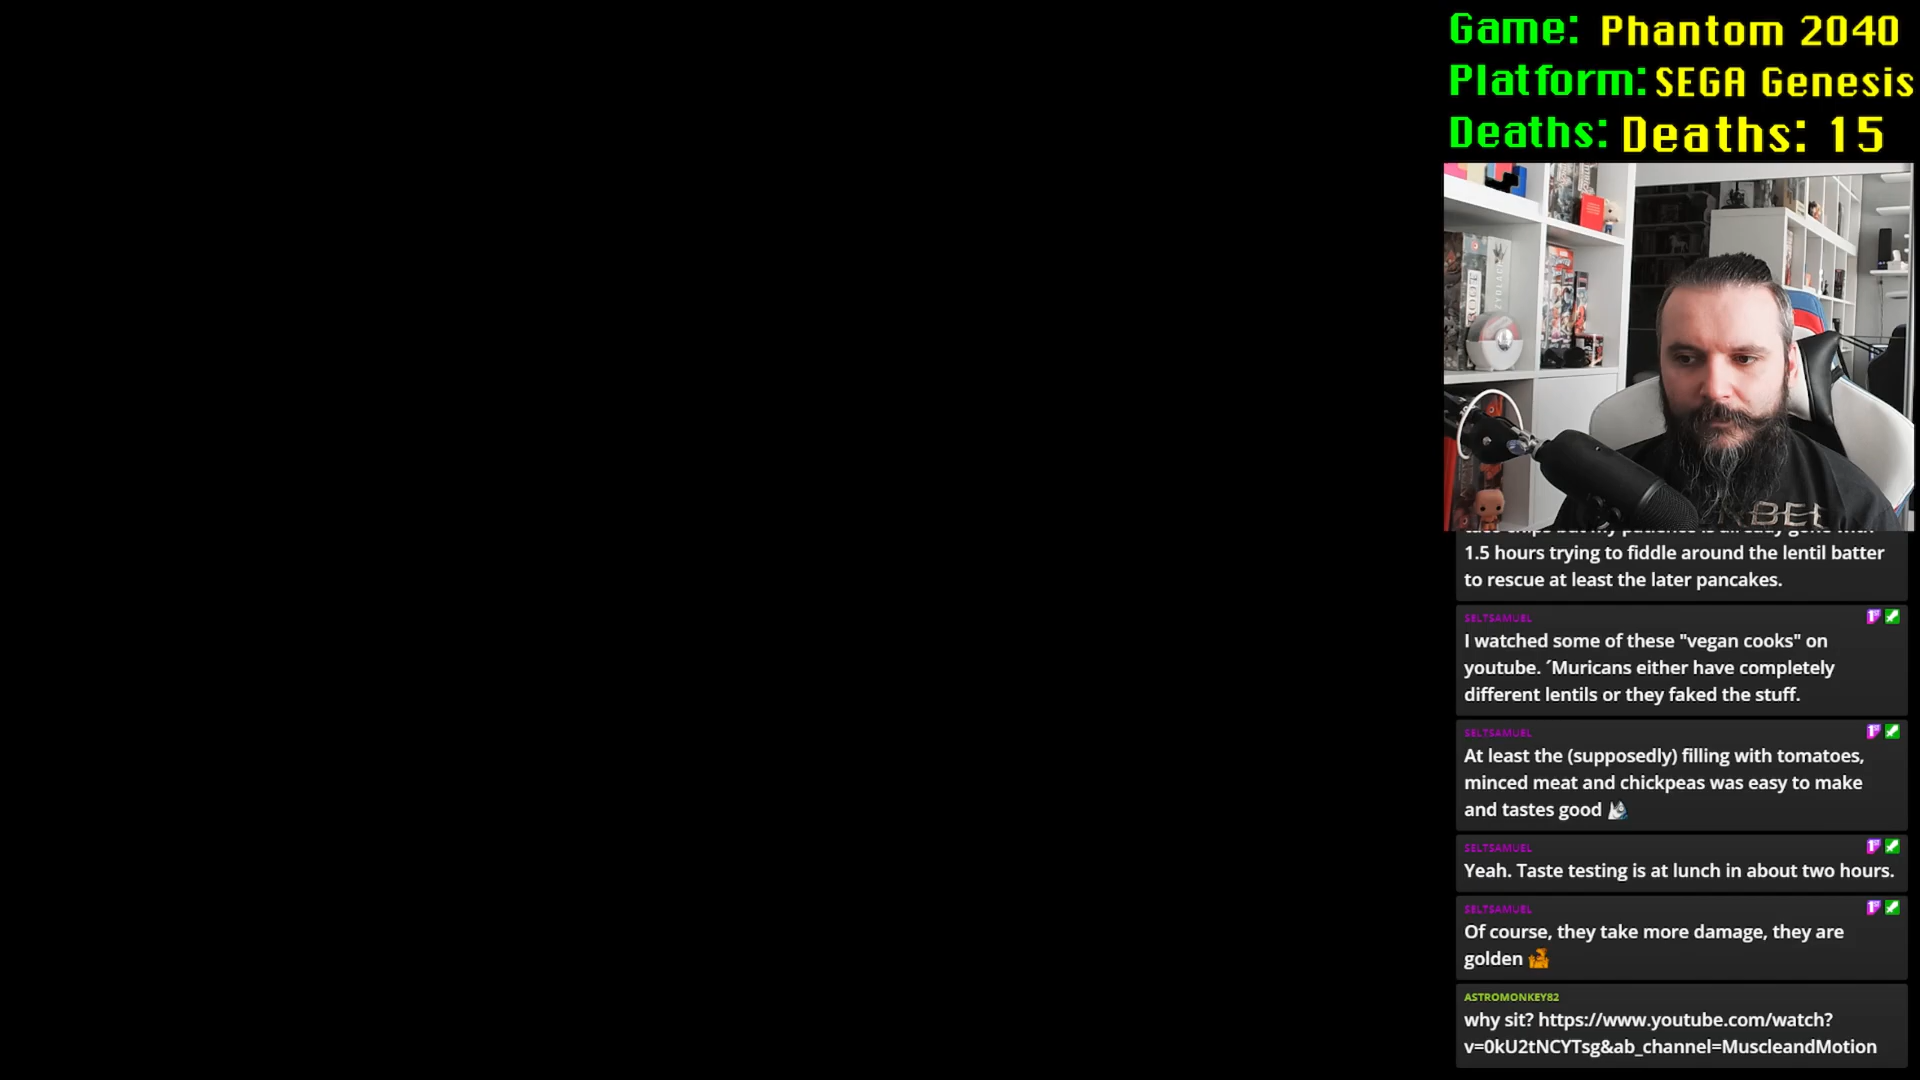 Game: Phantom 2040
Platform: SEGA Genesis
Deaths: Deaths: 15
1.5 hours trying to fiddle around the lentil batter
to rescue at least the later pancakes.
SELTSAMUEL
I watched some of these "vegan cooks" on
youtube. ´Muricans either have completely
different lentils or they faked the stuff.
SELTSAMUEL
At least the (supposedly) filling with tomatoes,
minced meat and chickpeas was easy to make
and tastes good
SELTSAMUEL
Yeah. Taste testing is at lunch in about two hours.
SELTSAMUEL
Of course, they take more damage, they are
golden
ASTROMONKEY82
why sit? https://www.youtube.com/watch?
v=0kU2tNCYTsg&ab_channel=MuscleandMotion